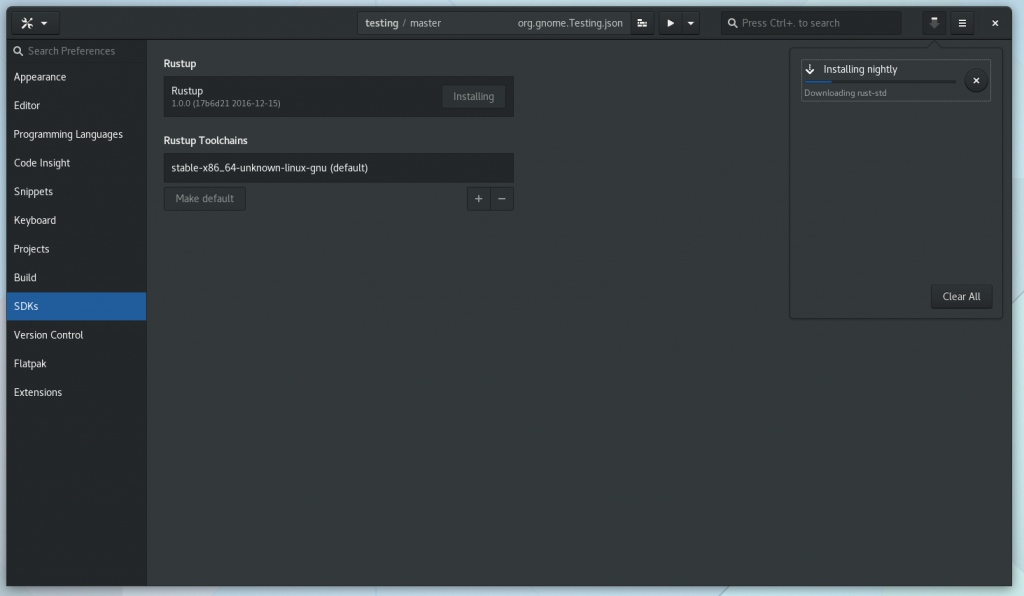 testing / master
org.gnome.Testing.json
Press Ctrl+. to search
Search Preferences
Appearance
Editor
Programming Languages
Code Insight
Snippets
Keyboard
Projects
Build
SDKs
Version Control
Flatpak
Extensions
Rustup
Rustup
1.0.0 (17b6d21 2016-12-15)
Installing
Rustup Toolchains
stable-x86_64-unknown-linux-gnu (default)
Make default
Installing nightly
Downloading rust-std
Clear All